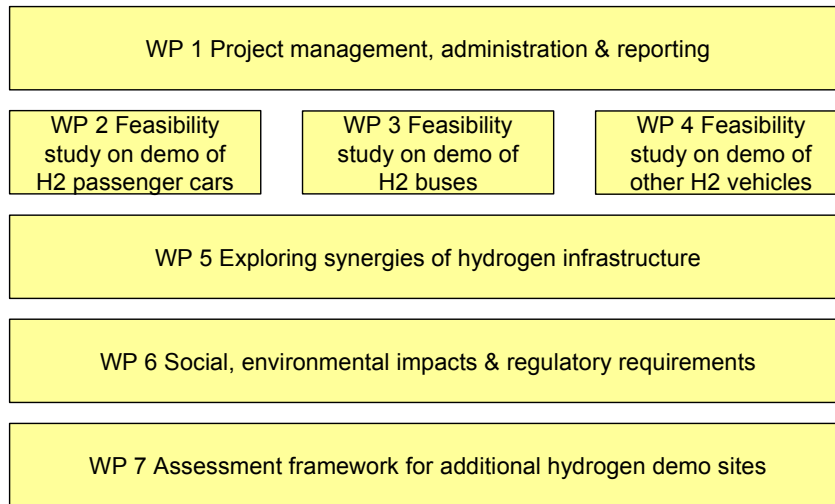 WP 1 Project management, administration & reporting
WP 2 Feasibility
study on demo of
H2 passenger cars
WP 3 Feasibility
study on demo of
H2 buses
WP 4 Feasibility
study on demo of
other H2 vehicles
WP 5 Exploring synergies of hydrogen infrastructure
WP 6 Social, environmental impacts & regulatory requirements
WP 7 Assessment framework for additional hydrogen demo sites